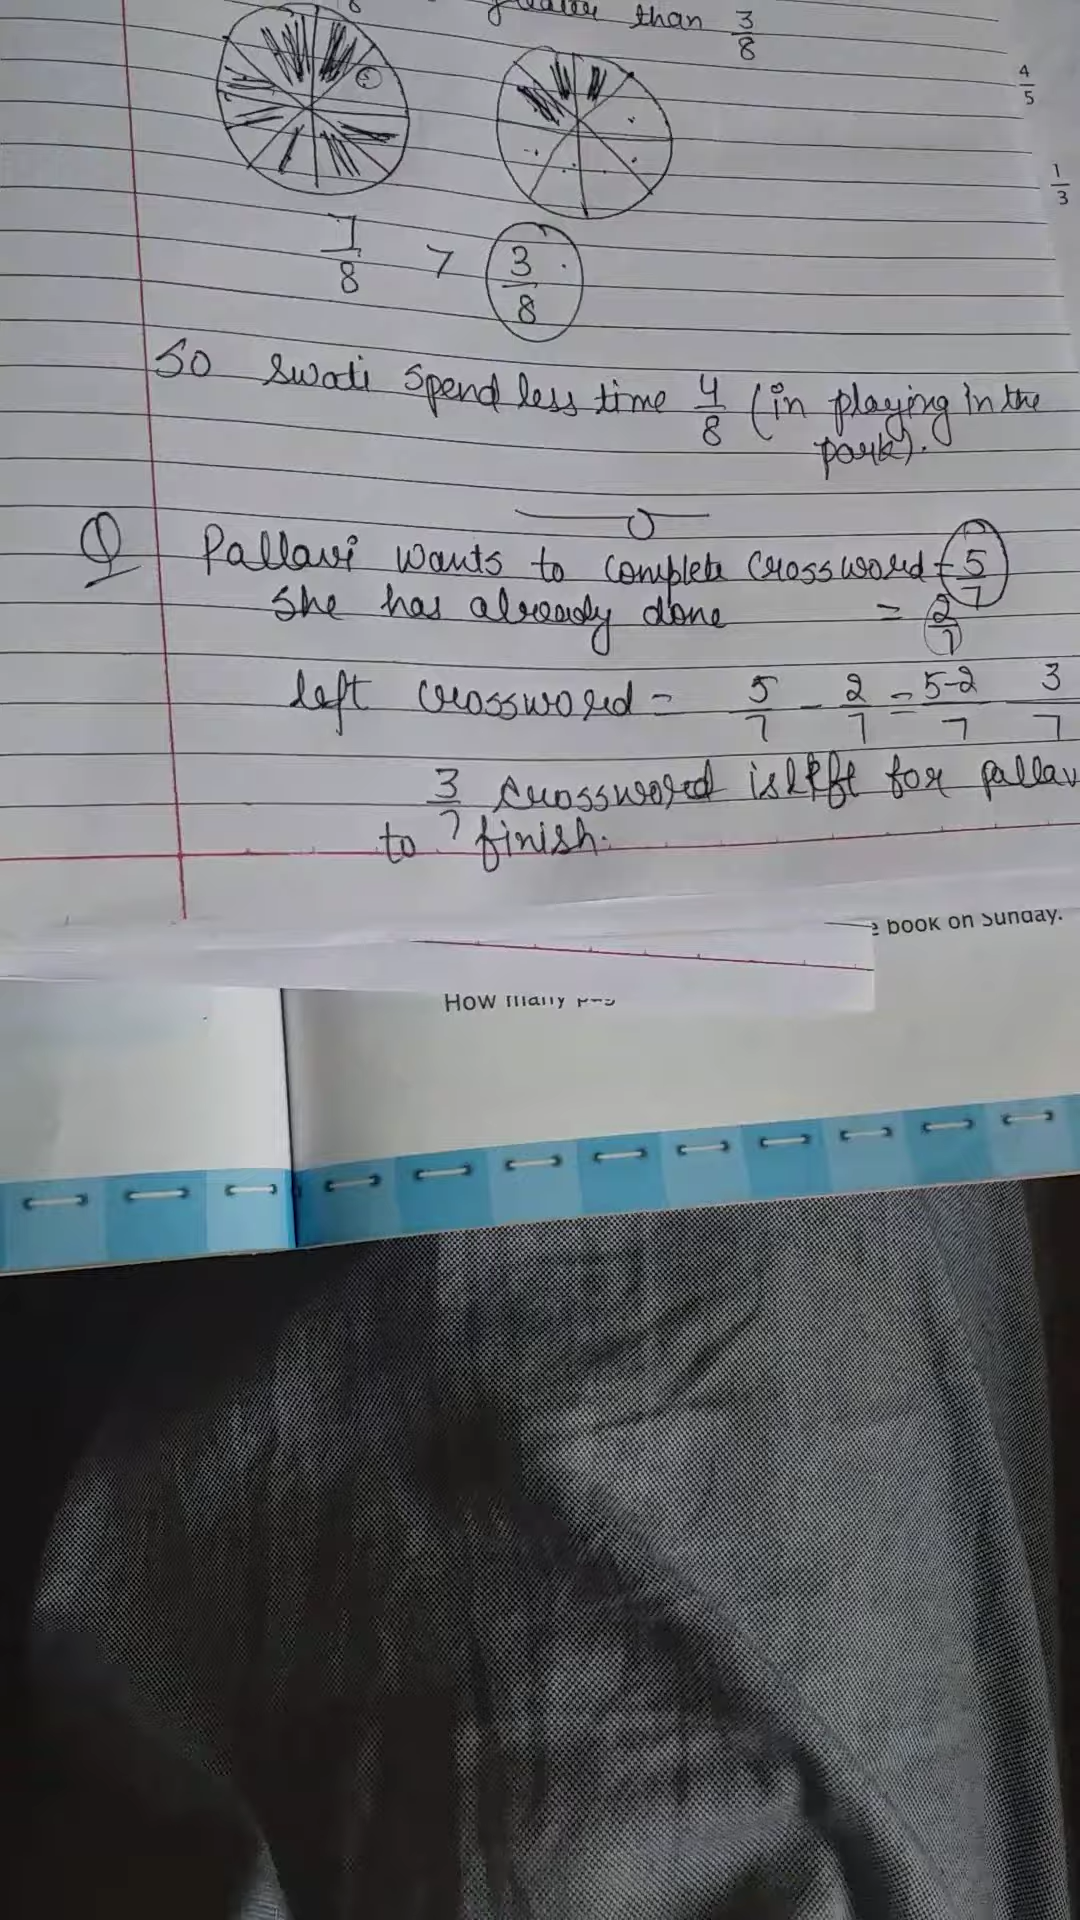 than 3/8
4/5
1/3
7/8 > 3/8
So Swati Spend less time 4/8 (in playing in the
park).
Q Pallavi wants to complete crossword - 5/7
She has already done = 2/7
left crossword = 5/7 - 2/7 = 5-2/7 3/7
3/7 crossword is left for pallav
to finish.
book on Sunday.
How many